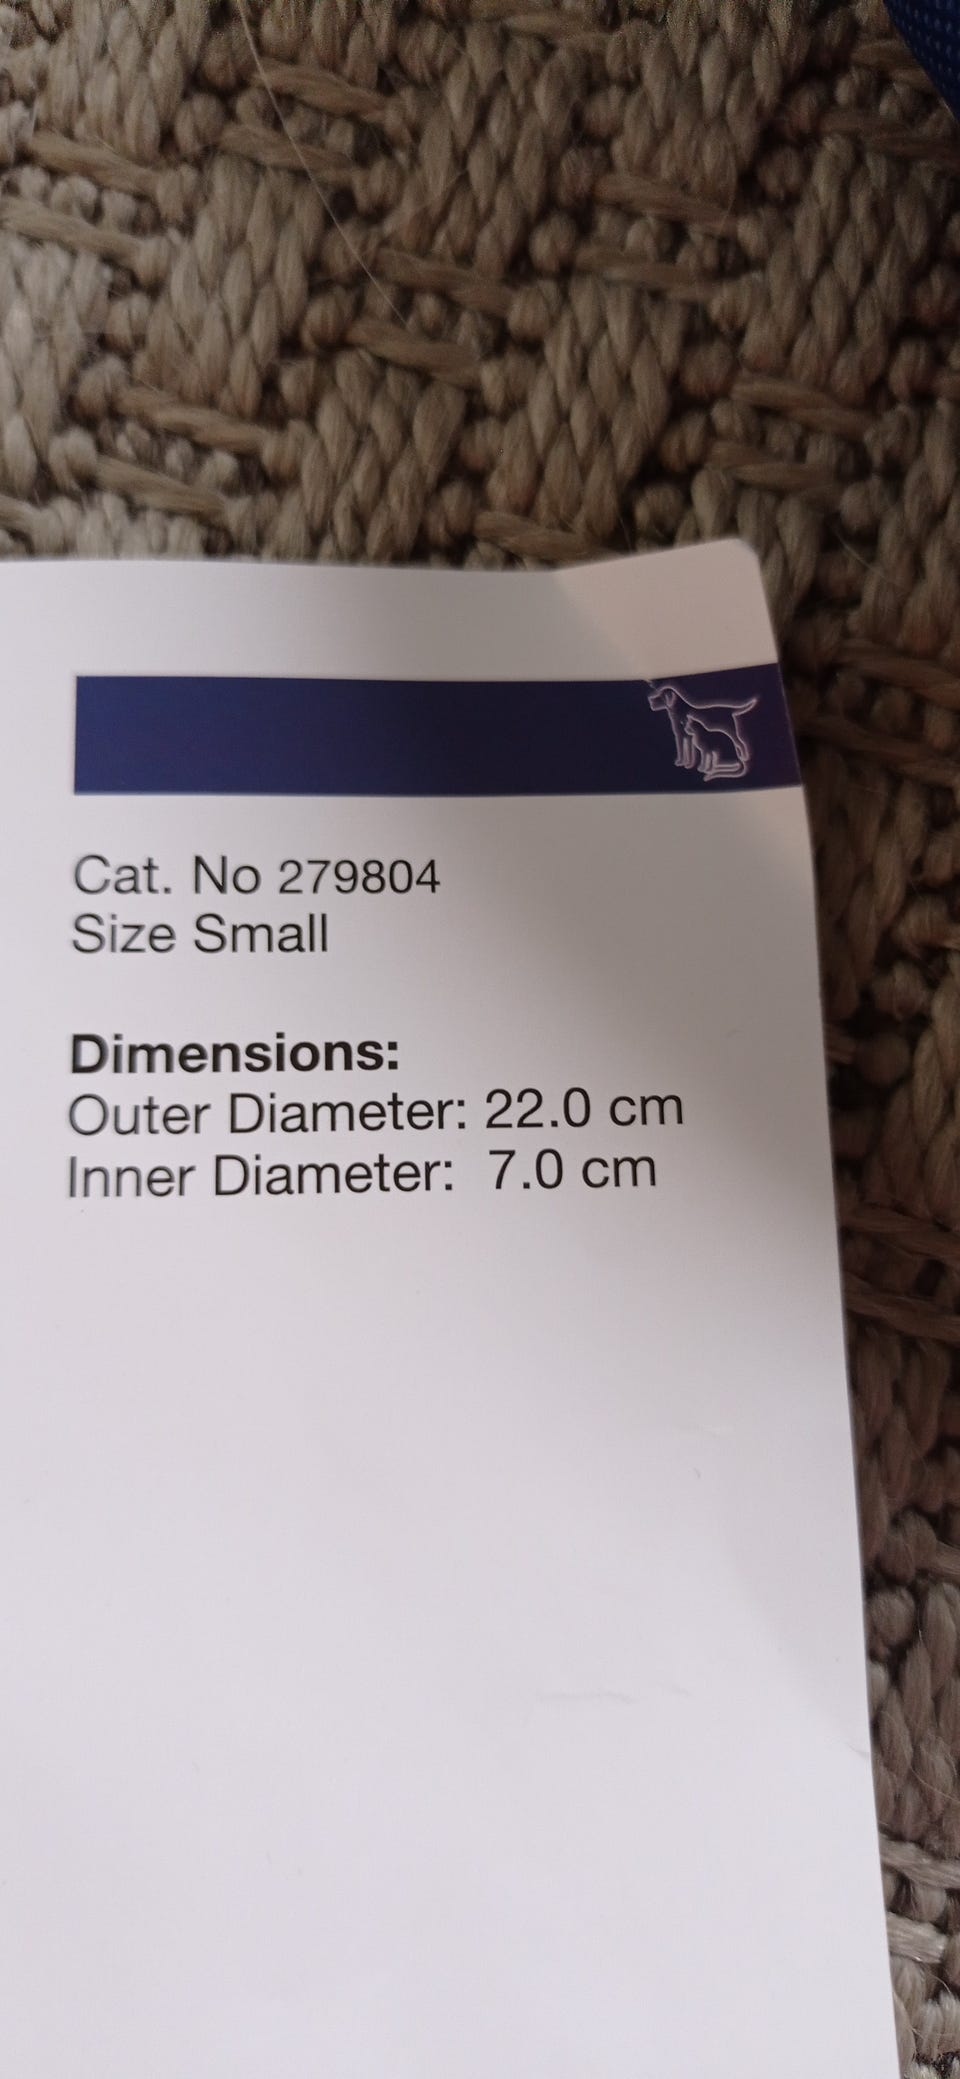 Cat. No 279804
Size Small
Dimensions:
Outer Diameter: 22.0 cm
Inner Diameter: 7.0 cm